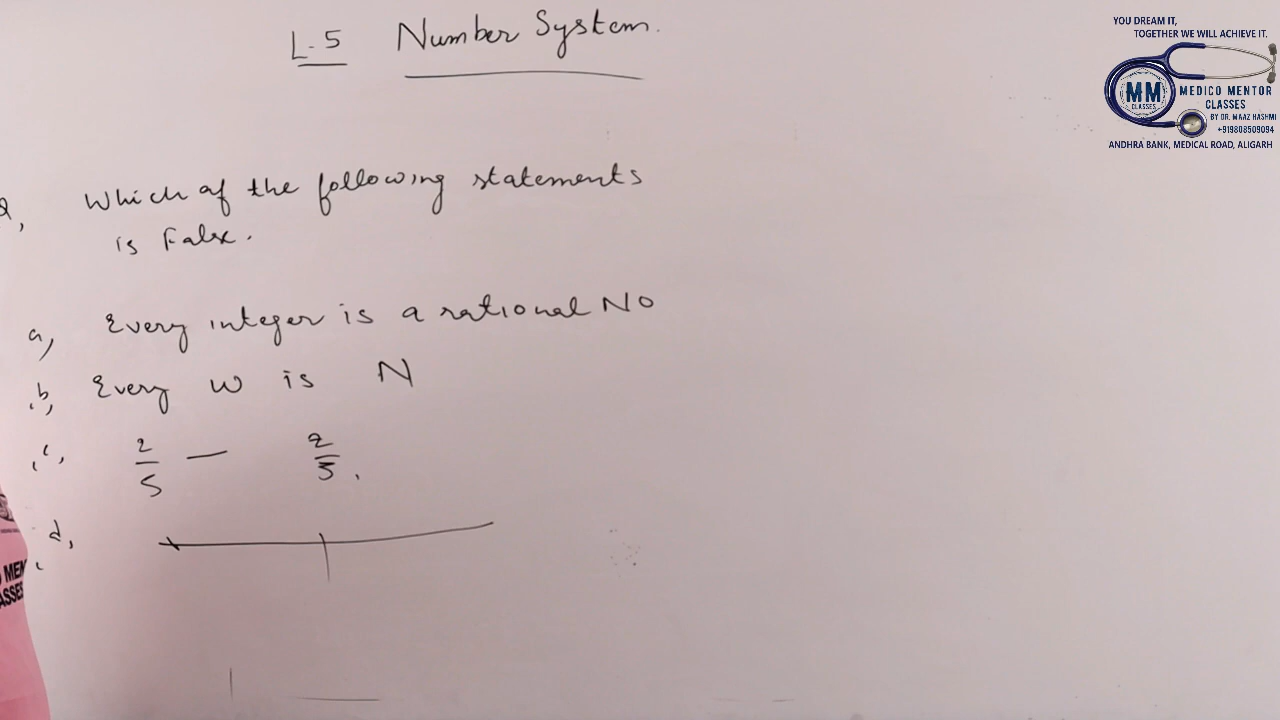 L-5 Number System.
YOU DREAM IT,
TOGETHER WE WILL ACHIEVE IT.
MM
CLASSES
MEDICO MENTOR
CLASSES
BY DR. MAAZ HASHMI
+919808509094
ANDHRA BANK, MEDICAL ROAD, ALIGARH
Q, Which of the following statements
is False.
a, Every integer is a rational No
b, Every W is N
c, 2/5 — 2/3.
d,